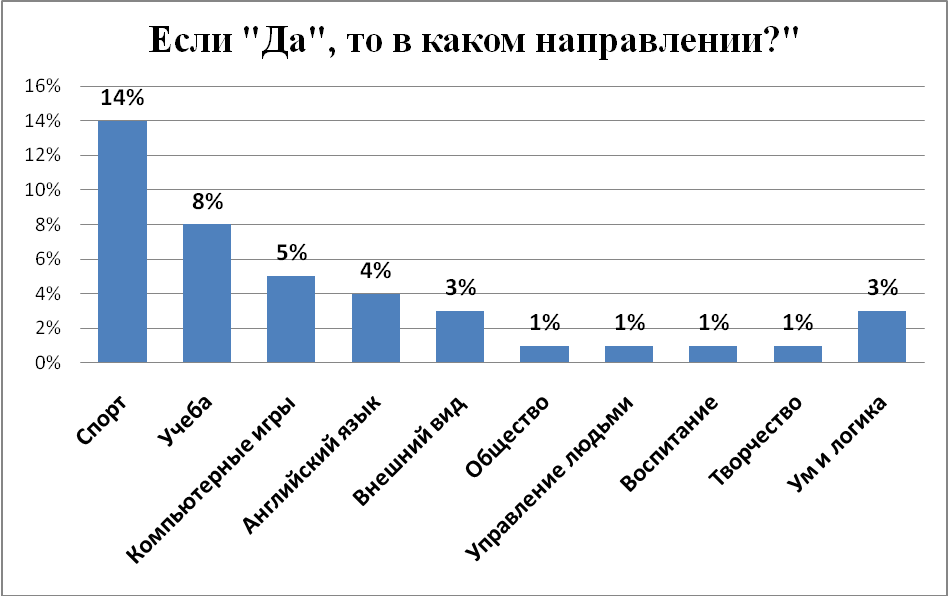 Если "Да", то в каком направлении?"
16%
14%
12%
10%
8%
6%
4%
2%
0%
14%
8%
5%
4%
3%
1%
1%
1%
1%
3%
Спорт
Учеба
Компьютерные игры
Английский язык
Внешний вид
Общество
Управление людьми
Воспитание
Творчество
Ум и логика